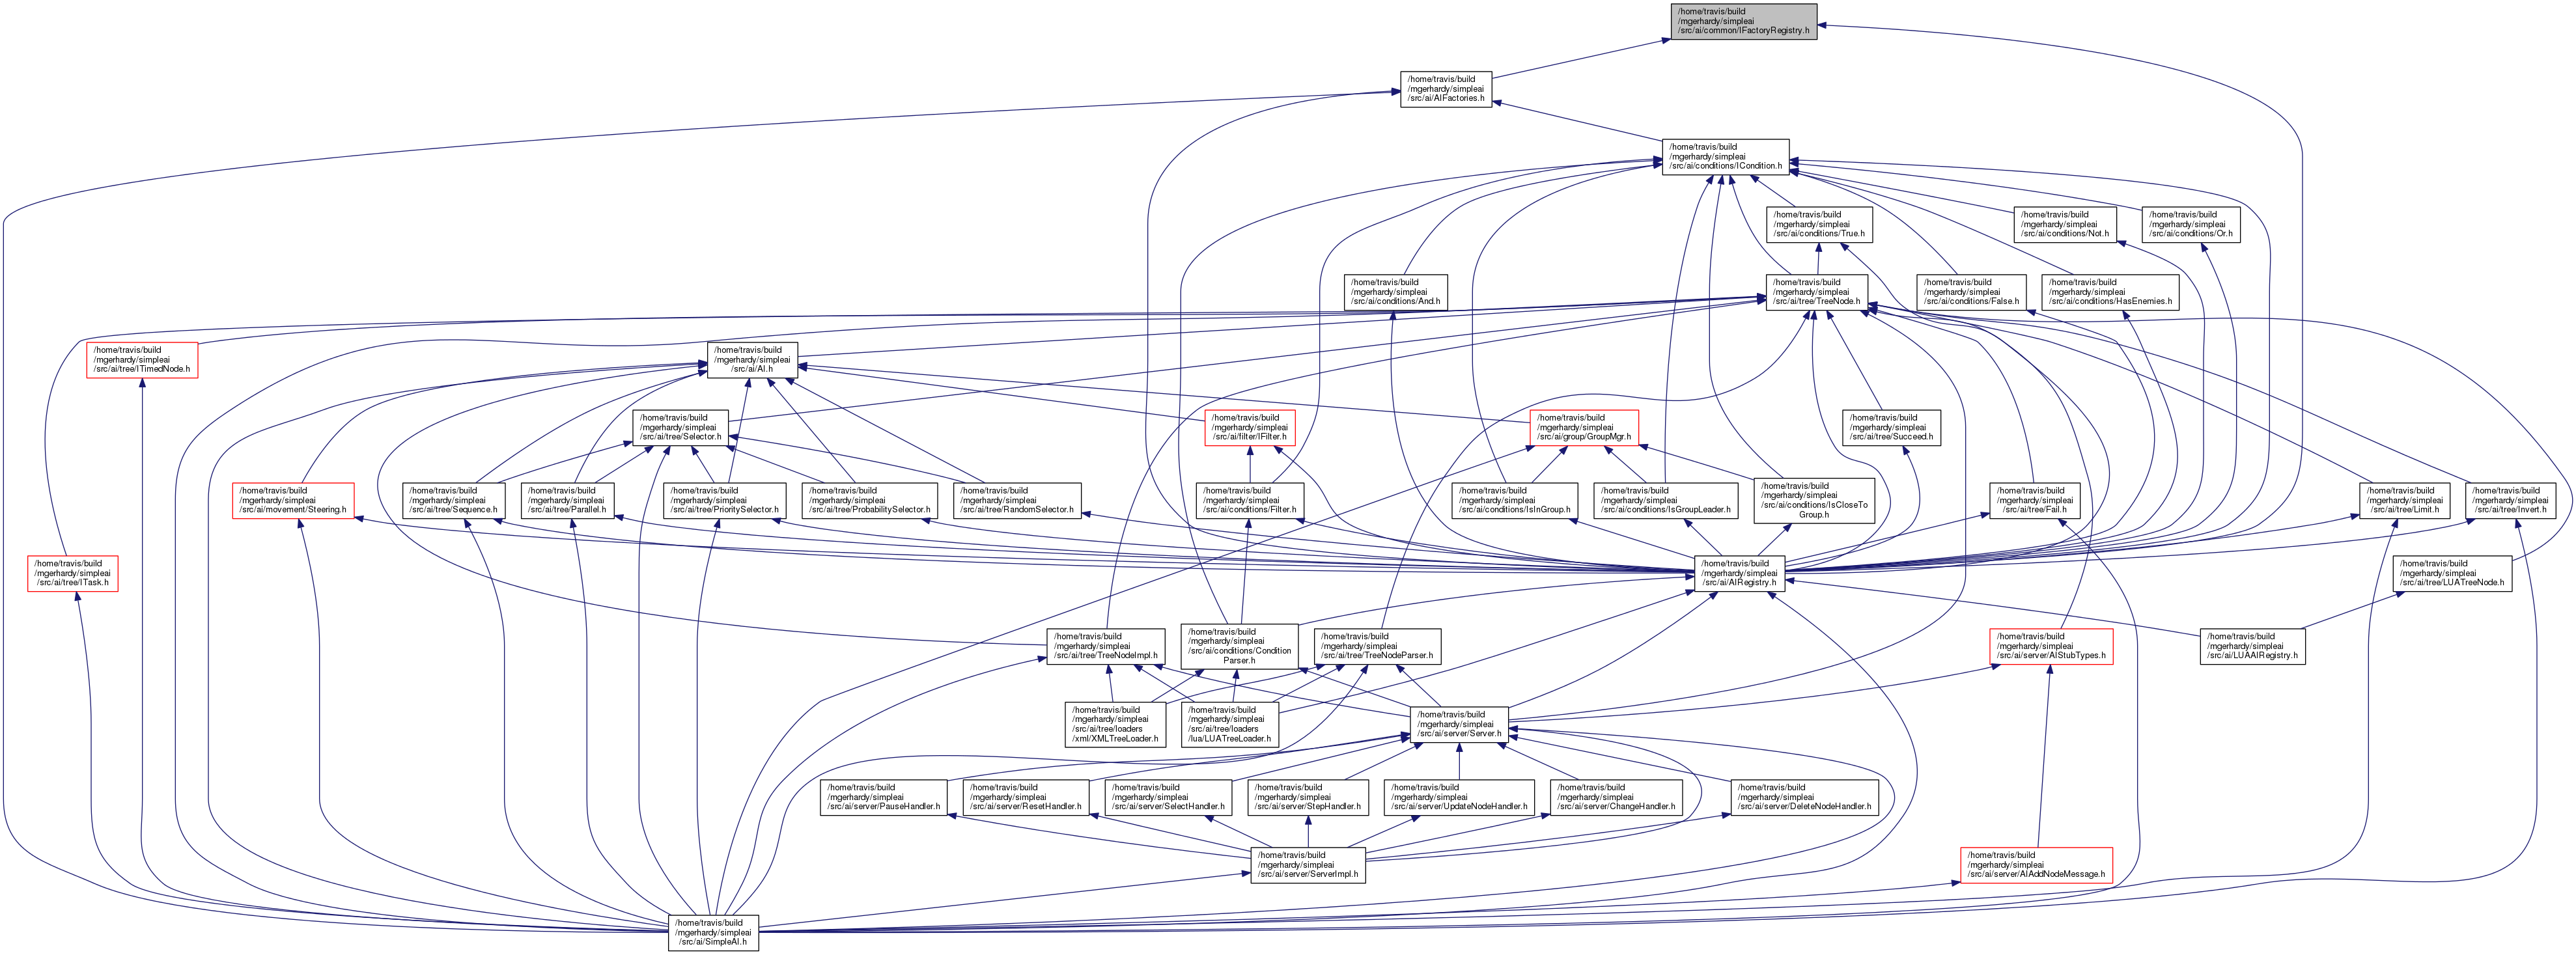 /home/travis/build
/mgerhardy/simpleai
/src/ai/common/IFactoryRegistry.h
/home/travis/build
/mgerhardy/simpleai
/src/ai/AIFactories.h
/home/travis/build
/mgerhardy/simpleai
/src/ai/conditions/ICondition.h
/home/travis/build
/mgerhardy/simpleai
/src/ai/conditions/True.h
/home/travis/build
/mgerhardy/simpleai
/src/ai/conditions/Not.h
/home/travis/build
/mgerhardy/simpleai
/src/ai/conditions/Or.h
/home/travis/build
/mgerhardy/simpleai
/src/ai/conditions/And.h
/home/travis/build
/mgerhardy/simpleai
/src/ai/tree/TreeNode.h
/home/travis/build
/mgerhardy/simpleai
/src/ai/conditions/False.h
/home/travis/build
/mgerhardy/simpleai
/src/ai/conditions/HasEnemies.h
/home/travis/build
/mgerhardy/simpleai
/src/ai/tree/ITimedNode.h
/home/travis/build
/mgerhardy/simpleai
/src/ai/AI.h
/home/travis/build
/mgerhardy/simpleai
/src/ai/tree/Selector.h
/home/travis/build
/mgerhardy/simpleai
/src/ai/filter/IFilter.h
/home/travis/build
/mgerhardy/simpleai
/src/ai/group/GroupMgr.h
/home/travis/build
/mgerhardy/simpleai
/src/ai/tree/Succeed.h
/home/travis/build
/mgerhardy/simpleai
/src/ai/movement/Steering.h
/home/travis/build
/mgerhardy/simpleai
/src/ai/tree/Sequence.h
/home/travis/build
/mgerhardy/simpleai
/src/ai/tree/Parallel.h
/home/travis/build
/mgerhardy/simpleai
/src/ai/tree/PrioritySelector.h
/home/travis/build
/mgerhardy/simpleai
/src/ai/tree/ProbabilitySelector.h
/home/travis/build
/mgerhardy/simpleai
/src/ai/tree/RandomSelector.h
/home/travis/build
/mgerhardy/simpleai
/src/ai/conditions/Filter.h
/home/travis/build
/mgerhardy/simpleai
/src/ai/conditions/IsInGroup.h
/home/travis/build
/mgerhardy/simpleai
/src/ai/conditions/IsGroupLeader.h
/home/travis/build
/mgerhardy/simpleai
/src/ai/conditions/IsCloseTo
Group.h
/home/travis/build
/mgerhardy/simpleai
/src/ai/tree/Fail.h
/home/travis/build
/mgerhardy/simpleai
/src/ai/tree/Limit.h
/home/travis/build
/mgerhardy/simpleai
/src/ai/tree/Invert.h
/home/travis/build
/mgerhardy/simpleai
/src/ai/tree/ITask.h
/home/travis/build
/mgerhardy/simpleai
/src/ai/AIRegistry.h
/home/travis/build
/mgerhardy/simpleai
/src/ai/tree/LUATreeNode.h
/home/travis/build
/mgerhardy/simpleai
/src/ai/tree/TreeNodeImpl.h
/home/travis/build
/mgerhardy/simpleai
/src/ai/conditions/Condition
Parser.h
/home/travis/build
/mgerhardy/simpleai
/src/ai/tree/TreeNodeParser.h
/home/travis/build
/mgerhardy/simpleai
/src/ai/server/AIStubTypes.h
/home/travis/build
/mgerhardy/simpleai
/src/ai/LUAAIRegistry.h
/home/travis/build
/mgerhardy/simpleai
/src/ai/tree/loaders
/xml/XMLTreeLoader.h
/home/travis/build
/mgerhardy/simpleai
/src/ai/tree/loaders
/lua/LUATreeLoader.h
/home/travis/build
/mgerhardy/simpleai
/src/ai/server/Server.h
/home/travis/build
/mgerhardy/simpleai
/src/ai/server/PauseHandler.h
/home/travis/build
/mgerhardy/simpleai
/src/ai/server/ResetHandler.h
/home/travis/build
/mgerhardy/simpleai
/src/ai/server/SelectHandler.h
/home/travis/build
/mgerhardy/simpleai
/src/ai/server/StepHandler.h
/home/travis/build
/mgerhardy/simpleai
/src/ai/server/UpdateNodeHandler.h
/home/travis/build
/mgerhardy/simpleai
/src/ai/server/ChangeHandler.h
/home/travis/build
/mgerhardy/simpleai
/src/ai/server/DeleteNodeHandler.h
/home/travis/build
/mgerhardy/simpleai
/src/ai/server/ServerImpl.h
/home/travis/build
/mgerhardy/simpleai
/src/ai/server/AIAddNodeMessage.h
/home/travis/build
/mgerhardy/simpleai
/src/ai/SimpleAI.h